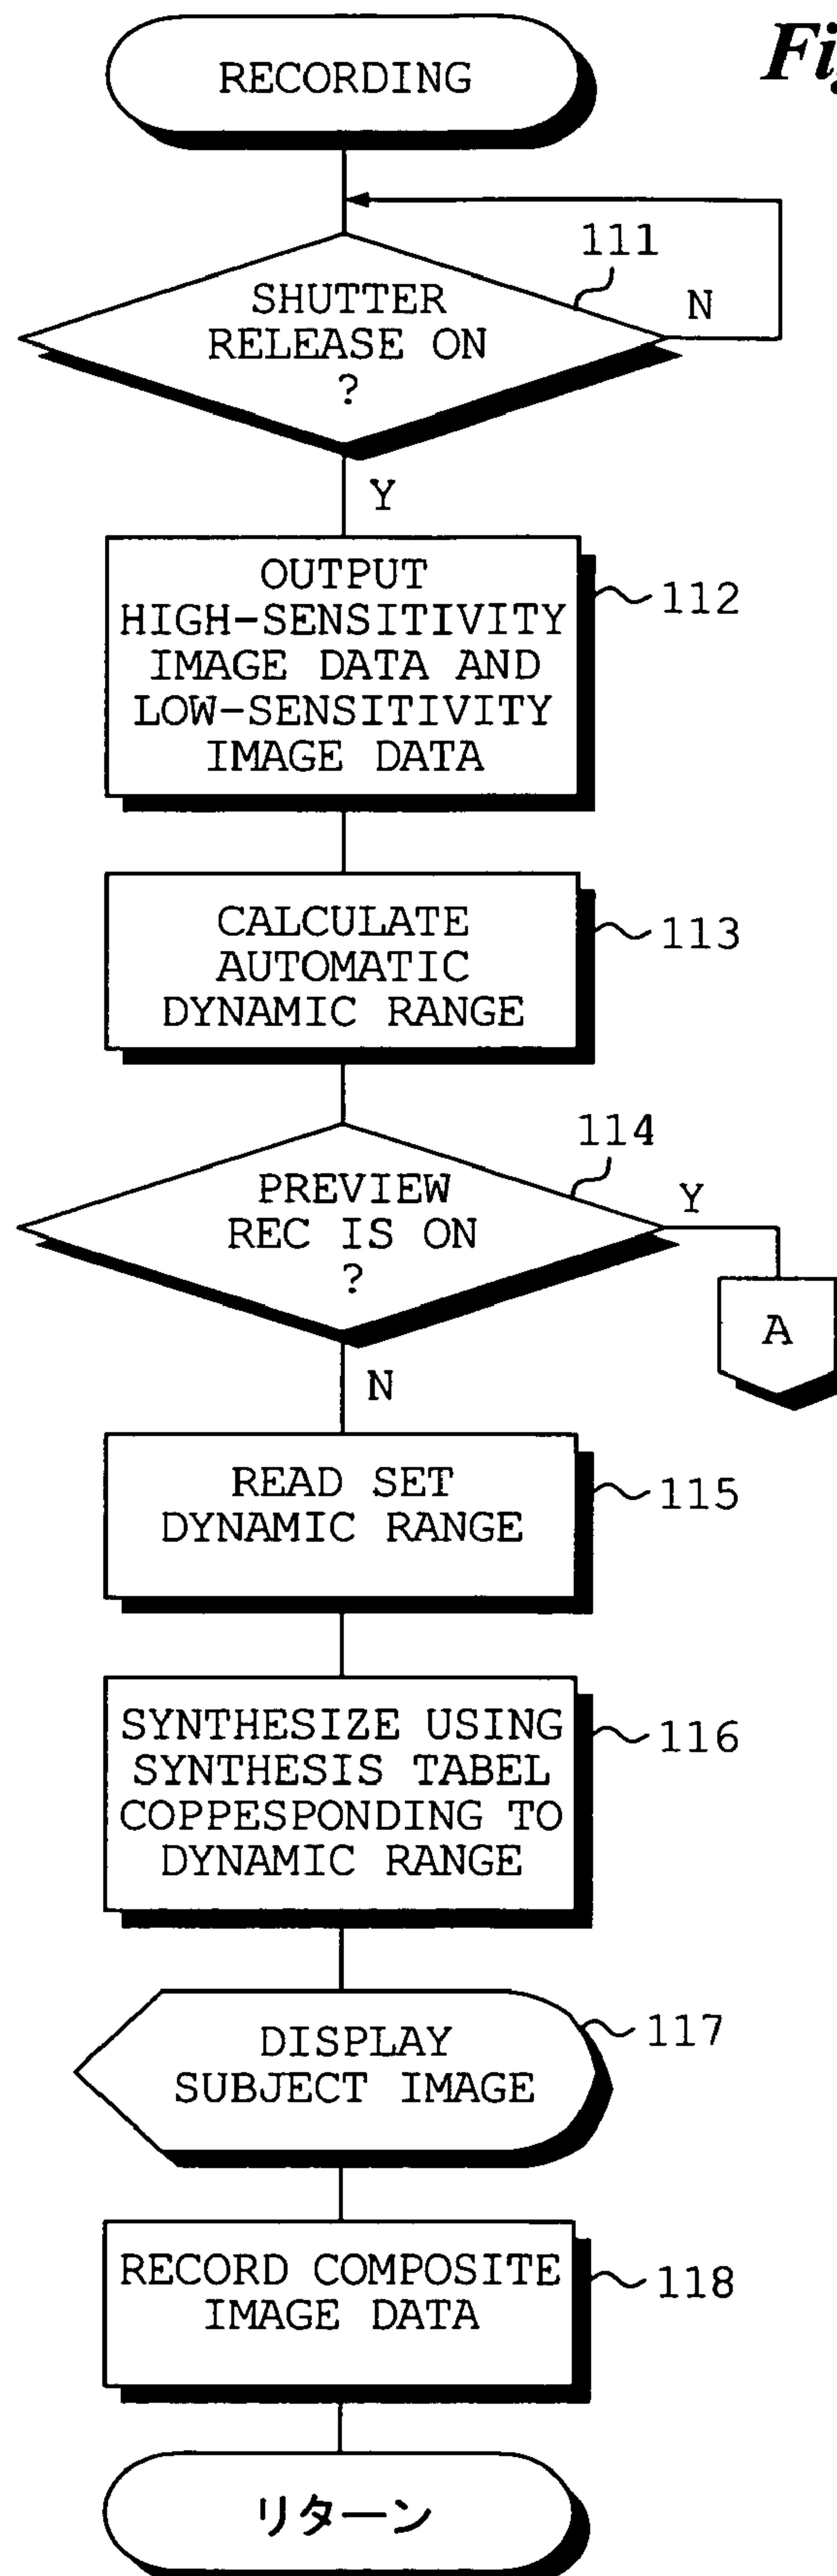 RECORDING
111
SHUTTER
RELEASE ON
?
N
Y
OUTPUT
HIGH-SENSITIVITY
IMAGE DATA AND
LOW-SENSITIVITY
IMAGE DATA
112
CALCULATE
AUTOMATIC
DYNAMIC RANGE
113
114
PREVIEW
REC IS ON
?
Y
A
N
READ SET
DYNAMIC RANGE
115
SYNTHESIZE USING
SYNTHESIS TABEL
COPPESPONDING TO
DYNAMIC RANGE
116
DISPLAY
SUBJECT IMAGE
117
RECORD COMPOSITE
IMAGE DATA
118
リターン